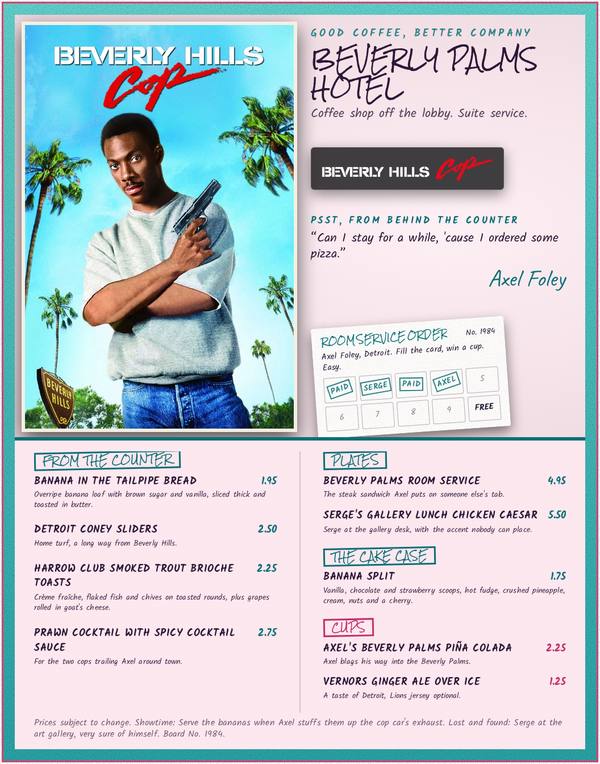 BEVERLY HILLS
Cop
BEVERLY
HILLS
GOOD COFFEE, BETTER COMPANY
BEVERLY PALMS
HOTEL
Coffee shop off the lobby. Suite service.
BEVERLY HILLS Cop
PSST, FROM BEHIND THE COUNTER
“Can I stay for a while, 'cause I ordered some
pizza.”
Axel Foley
ROOM SERVICE ORDER No. 1984
Axel Foley, Detroit. Fill the card, win a cup.
Easy.
PAID SERGE PAID AXEL 5
6 7 8 9 FREE
FROM THE COUNTER
BANANA IN THE TAILPIPE BREAD 1.95
Overripe banana loaf with brown sugar and vanilla, sliced thick and
toasted in butter.
DETROIT CONEY SLIDERS 2.50
Home turf, a long way from Beverly Hills.
HARROW CLUB SMOKED TROUT BRIOCHE 2.25
TOASTS
Crème fraîche, flaked fish and chives on toasted rounds, plus grapes
rolled in goat's cheese.
PRAWN COCKTAIL WITH SPICY COCKTAIL 2.75
SAUCE
For the two cops trailing Axel around town.
PLATES
BEVERLY PALMS ROOM SERVICE 4.95
The steak sandwich Axel puts on someone else's tab.
SERGE'S GALLERY LUNCH CHICKEN CAESAR 5.50
Serge at the gallery desk, with the accent nobody can place.
THE CAKE CASE
BANANA SPLIT 1.75
Vanilla, chocolate and strawberry scoops, hot fudge, crushed pineapple,
cream, nuts and a cherry.
CUPS
AXEL'S BEVERLY PALMS PIÑA COLADA 2.25
Axel blags his way into the Beverly Palms.
VERNORS GINGER ALE OVER ICE 1.25
A taste of Detroit, Lions jersey optional.
Prices subject to change. Showtime: Serve the bananas when Axel stuffs them up the cop car's exhaust. Lost and found: Serge at the
art gallery, very sure of himself. Board No. 1984.